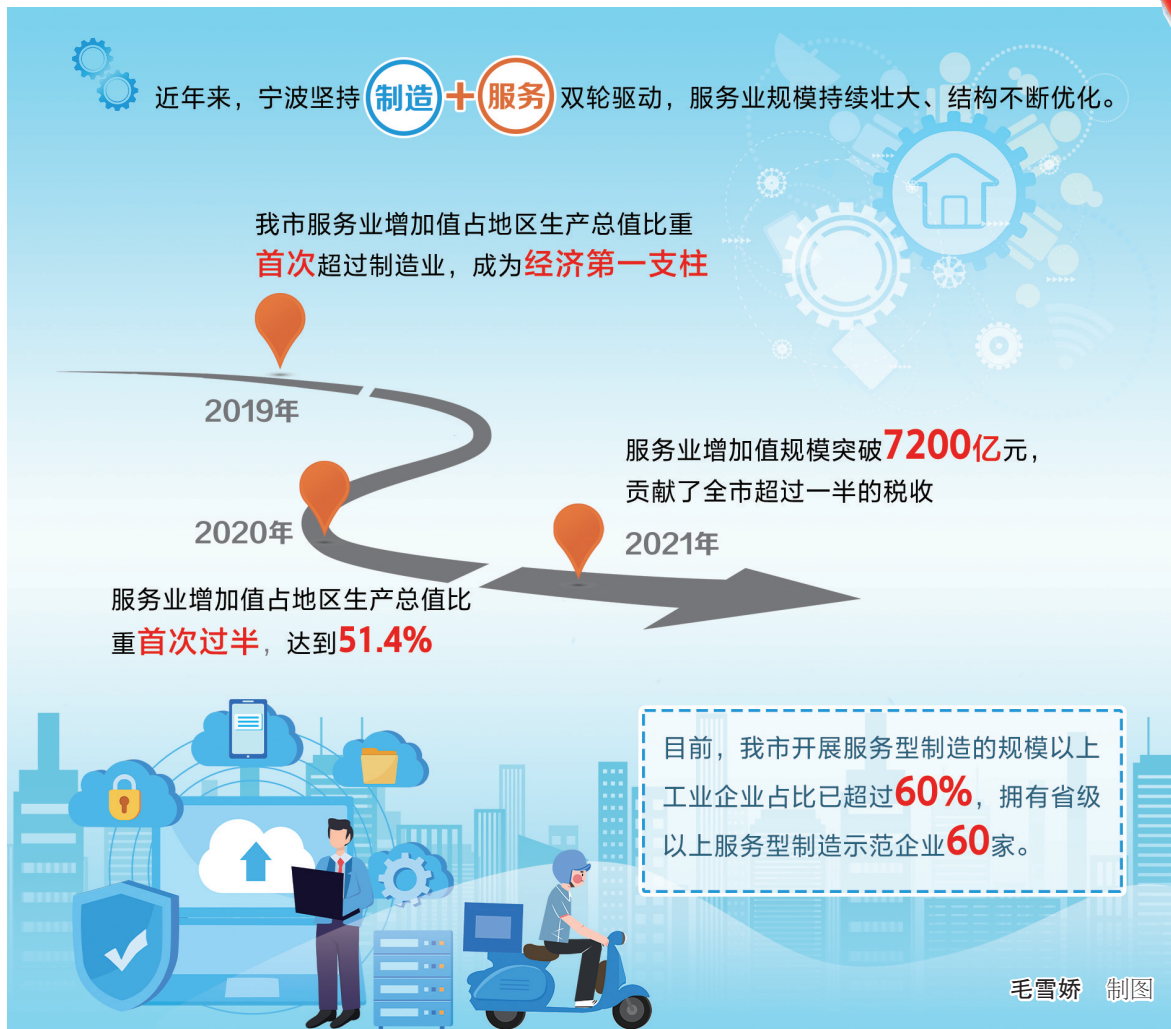 近年来，宁波坚持制造+服务双轮驱动，服务业规模持续壮大、结构不断优化。
我市服务业增加值占地区生产总值比重
首次超过制造业，成为经济第一支柱
2019年
服务业增加值规模突破7200亿元，
贡献了全市超过一半的税收
2020年
2021年
服务业增加值占地区生产总值比
重首次过半，达到51.4%
目前，我市开展服务型制造的规模以上
工业企业占比已超过60%，拥有省级
以上服务型制造示范企业60家。
毛雪娇 制图